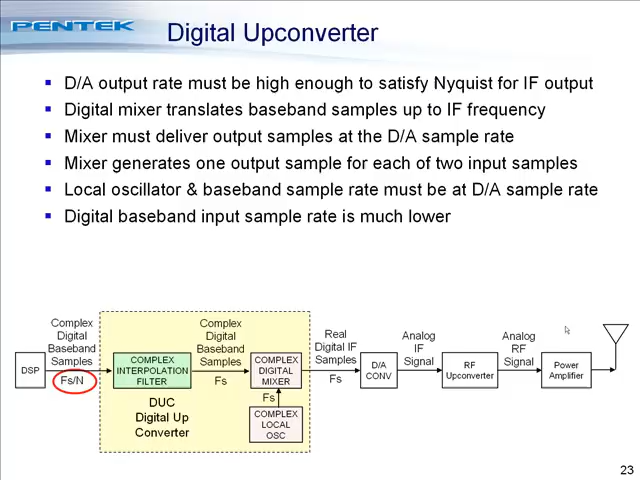 PENTEK
Digital Upconverter
D/A output rate must be high enough to satisfy Nyquist for IF output
Digital mixer translates baseband samples up to IF frequency
Mixer must deliver output samples at the D/A sample rate
Mixer generates one output sample for each of two input samples
Local oscillator & baseband sample rate must be at D/A sample rate
Digital baseband input sample rate is much lower
Complex
Digital
Baseband
Samples
Fs/N
DSP
COMPLEX
INTERPOLATION
FILTER
DUC
Digital Up
Converter
Complex
Digital
Baseband
Samples
Fs
COMPLEX
DIGITAL
MIXER
Fs
COMPLEX
LOCAL
OSC
Real
Digital IF
Samples
Fs
D/A
CONV
Analog
IF
Signal
RF
Upconverter
Analog
RF
Signal
Power
Amplifier
23